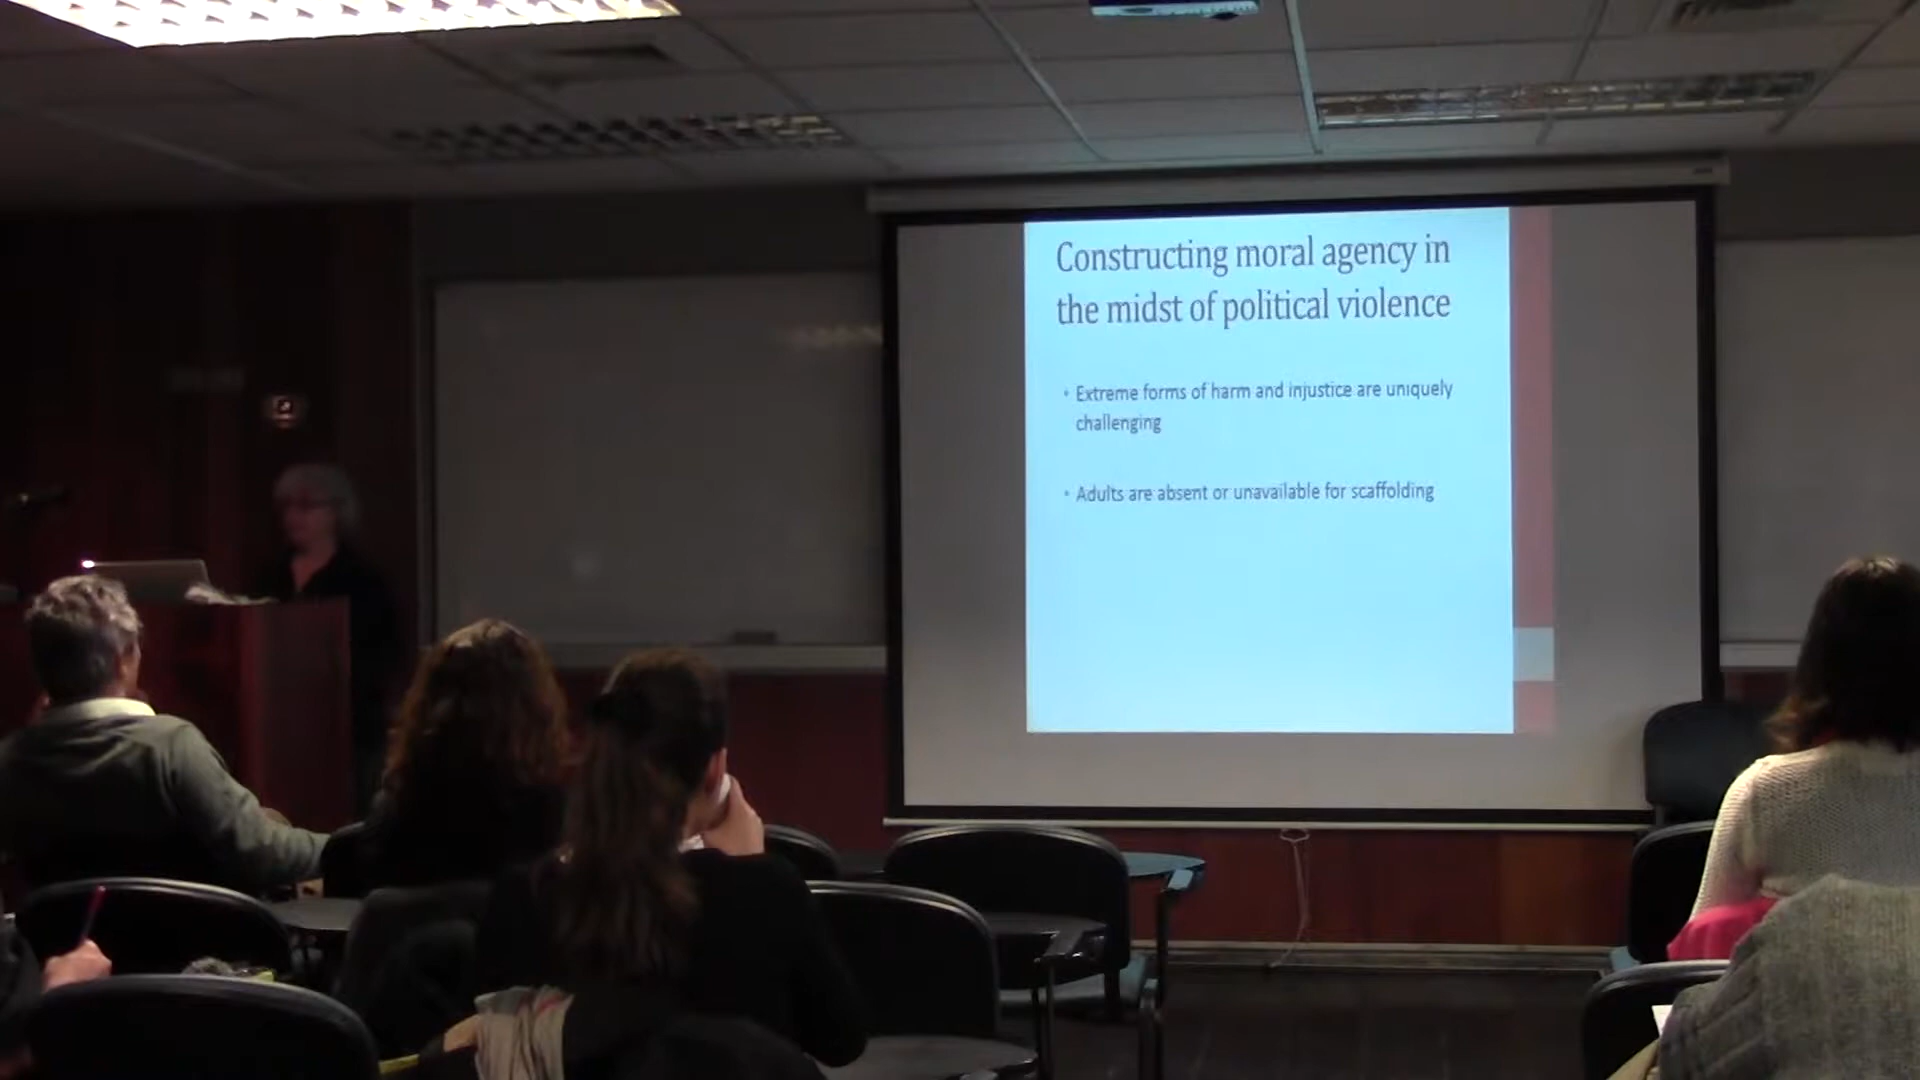 Constructing moral agency in
the midst of political violence
• Extreme forms of harm and injustice are uniquely
challenging
• Adults are absent or unavailable for scaffolding